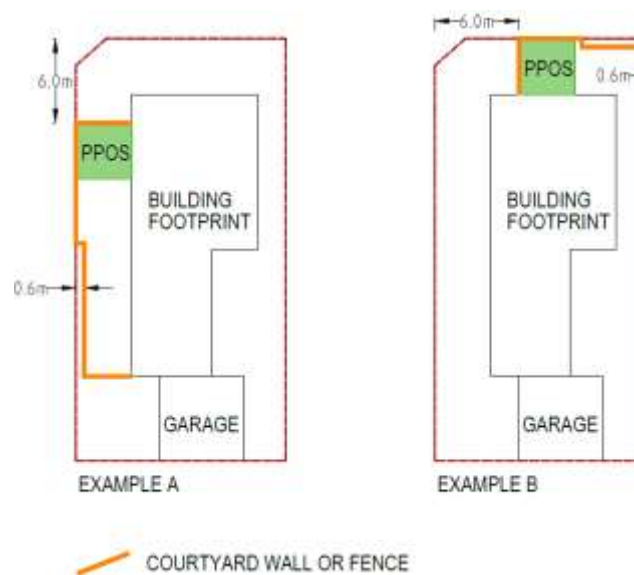 6.0m
PPOS
BUILDING
FOOTPRINT
0.6m
GARAGE
EXAMPLE A
6.0m
PPOS
0.6m
BUILDING
FOOTPRINT
GARAGE
EXAMPLE B
COURTYARD WALL OR FENCE